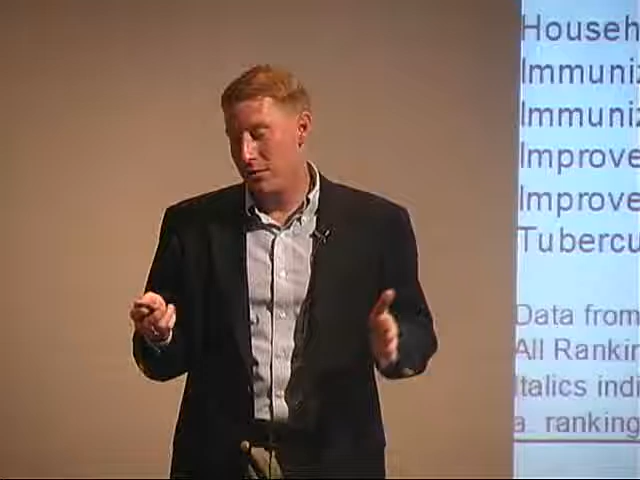 Househ
Immuniz
Immuniz
Improve
Improve
Tubercu
Data from
All Rankin
Italics indi
a ranking